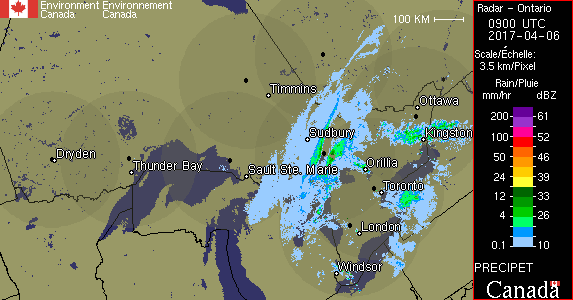 Environment Environnement
Canada Canada
100 KM
Timmins
Ottawa
Sudbury
Kingston
Dryden
Thunder Bay
Sault Ste. Marie
Orillia
Toronto
London
Windsor
Radar - Ontario
0900 UTC
2017-04-06
Scale/Échelle:
3.5 km/Pixel
Rain/Pluie
mm/hr dBZ
200 61
100 52
50 46
24 39
12 33
4 26
0.1 10
PRECIPET
Canada